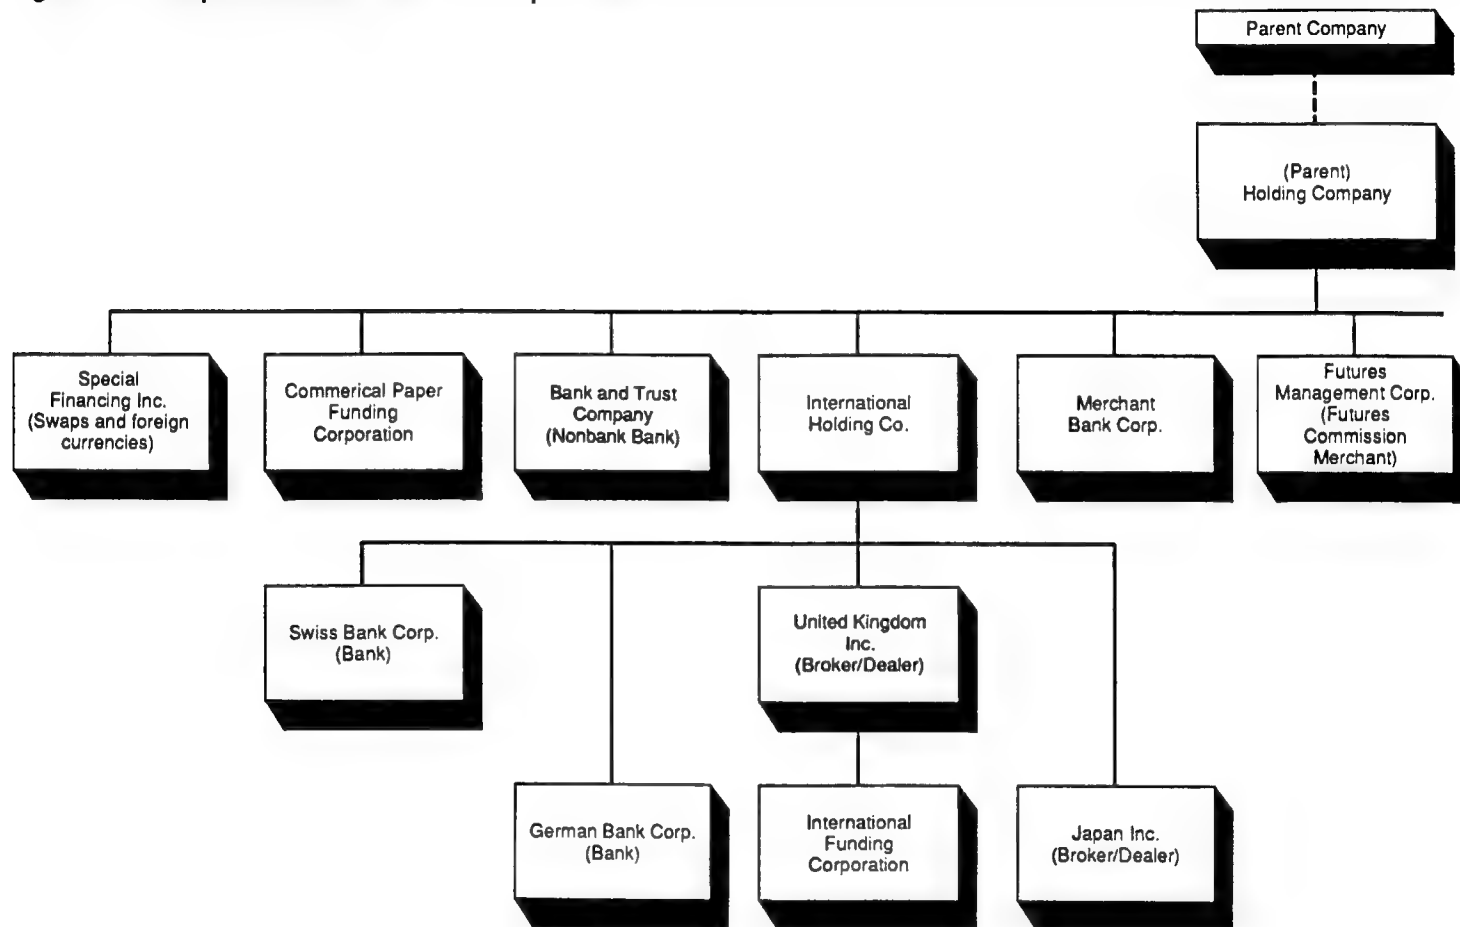 Parent Company
(Parent)
Holding Company
Special
Financing Inc.
(Swaps and foreign
currencies)
Commerical Paper
Funding
Corporation
Bank and Trust
Company
(Nonbank Bank)
International
Holding Co.
Merchant
Bank Corp.
Futures
Management Corp.
(Futures
Commission
Merchant)
Swiss Bank Corp.
(Bank)
United Kingdom
Inc.
(Broker/Dealer)
German Bank Corp.
(Bank)
International
Funding
Corporation
Japan Inc.
(Broker/Dealer)